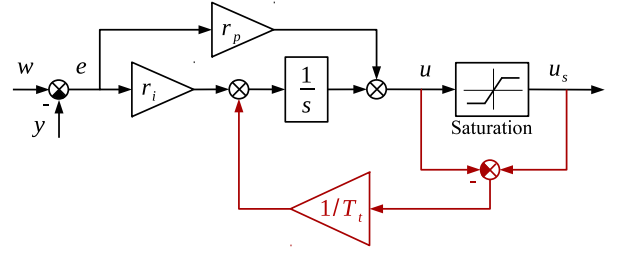 r_p
w
e
r_i
1
s
u
u_s
-
y
Saturation
-
1/T_t